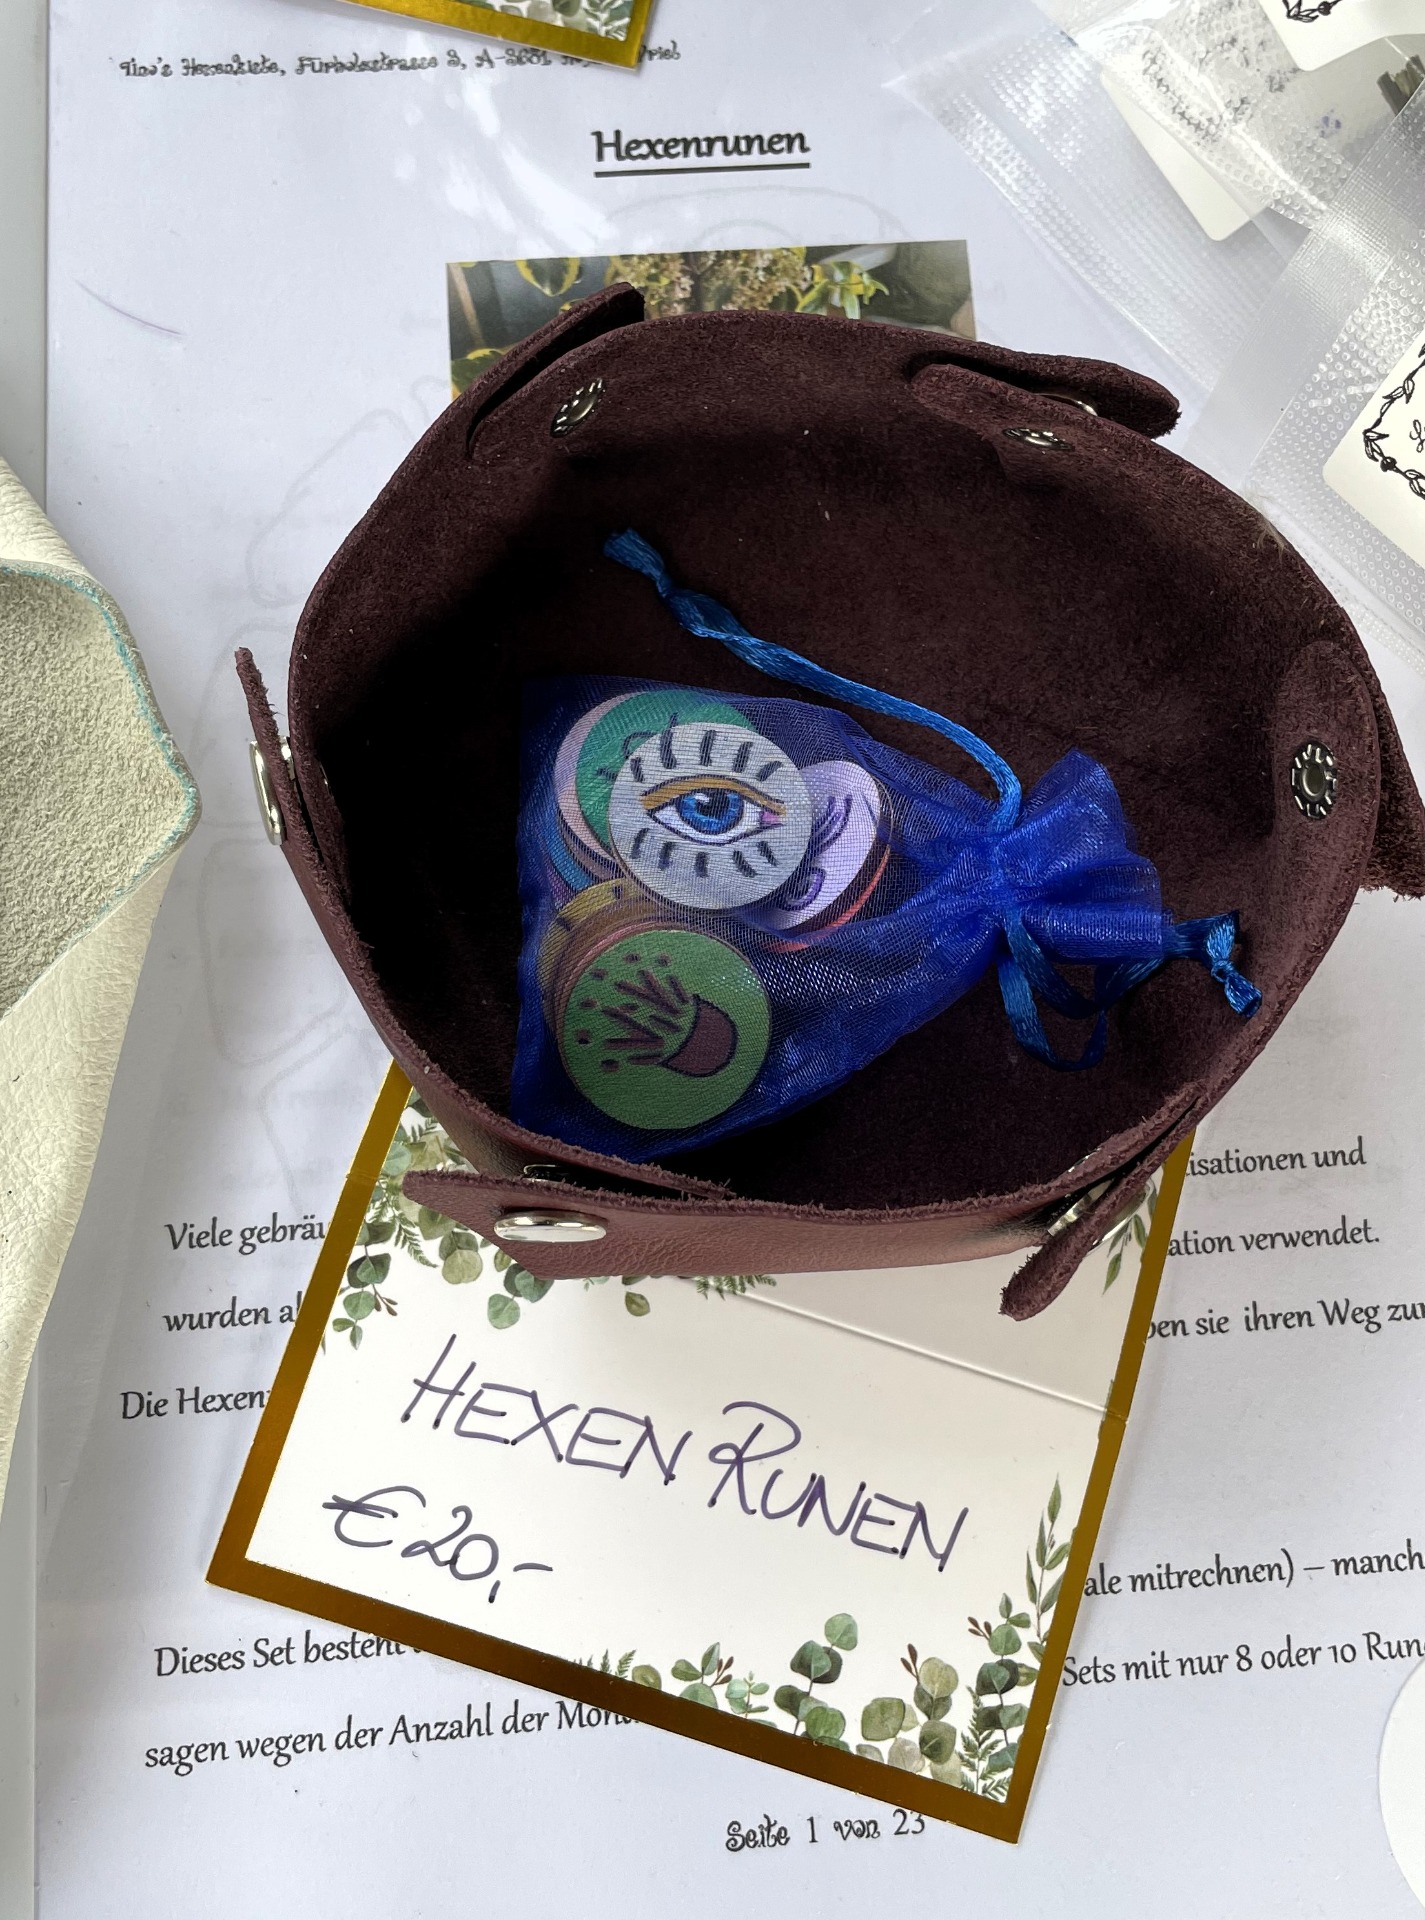 Hexenrunen
isationen und
Viele gebräu
ation verwendet.
wurden al
en sie ihren Weg zu
Die Hexen
HEXEN RUNEN
€ 20,-
ale mitrechnen) – manch
Dieses Set besteht
Sets mit nur 8 oder 10 Run
sagen wegen der Anzahl der Mon
Seite 1 von 23